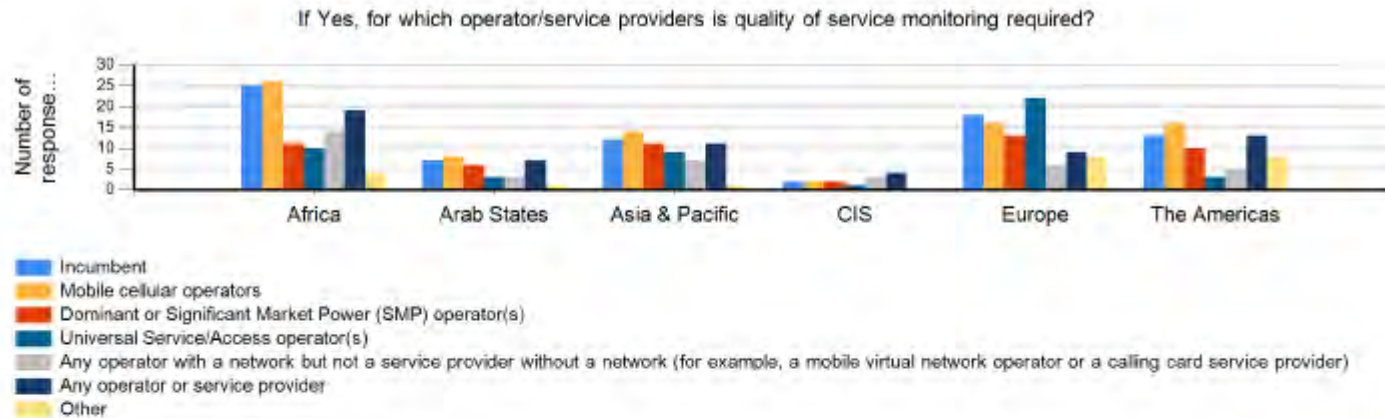 If Yes, for which operator/service providers is quality of service monitoring required?
Number of
response...
30
25
20
15
10
5
0
Africa
Arab States
Asia & Pacific
CIS
Europe
The Americas
Incumbent
Mobile cellular operators
Dominant or Significant Market Power (SMP) operator(s)
Universal Service/Access operator(s)
Any operator with a network but not a service provider without a network (for example, a mobile virtual network operator or a calling card service provider)
Any operator or service provider
Other